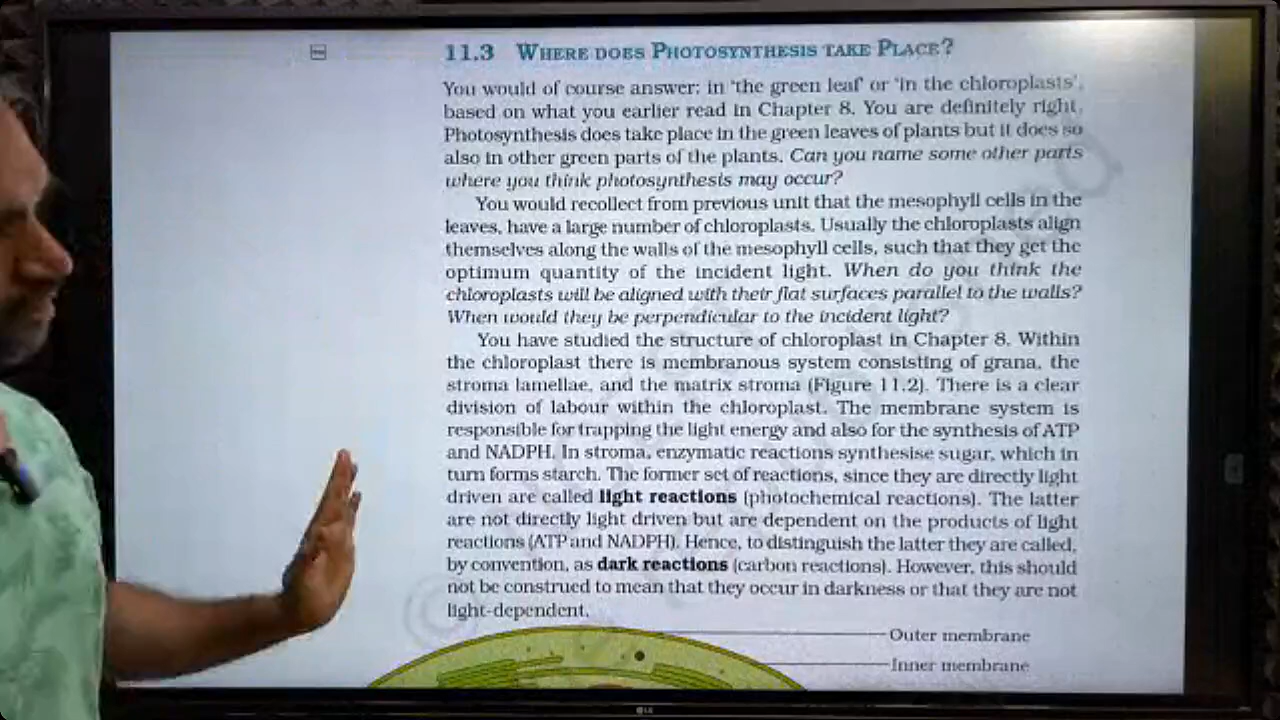 11.3 WHERE DOES PHOTOSYNTHESIS TAKE PLACE?
You would of course answer: in 'the green leaf' or 'in the chloroplasts',
based on what you earlier read in Chapter 8. You are definitely right.
Photosynthesis does take place in the green leaves of plants but it does so
also in other green parts of the plants. Can you name some other parts
where you think photosynthesis may occur?
You would recollect from previous unit that the mesophyll cells in the
leaves, have a large number of chloroplasts. Usually the chloroplasts align
themselves along the walls of the mesophyll cells, such that they get the
optimum quantity of the incident light. When do you think the
chloroplasts will be aligned with their flat surfaces parallel to the walls?
When would they be perpendicular to the incident light?
You have studied the structure of chloroplast in Chapter 8. Within
the chloroplast there is membranous system consisting of grana, the
stroma lamellae, and the matrix stroma (Figure 11.2). There is a clear
division of labour within the chloroplast. The membrane system is
responsible for trapping the light energy and also for the synthesis of ATP
and NADPH. In stroma, enzymatic reactions synthesise sugar, which in
turn forms starch. The former set of reactions, since they are directly light
driven are called light reactions (photochemical reactions). The latter
are not directly light driven but are dependent on the products of light
reactions (ATP and NADPH). Hence, to distinguish the latter they are called,
by convention, as dark reactions (carbon reactions). However, this should
not be construed to mean that they occur in darkness or that they are not
light-dependent.
Outer membrane
Inner membrane
LG